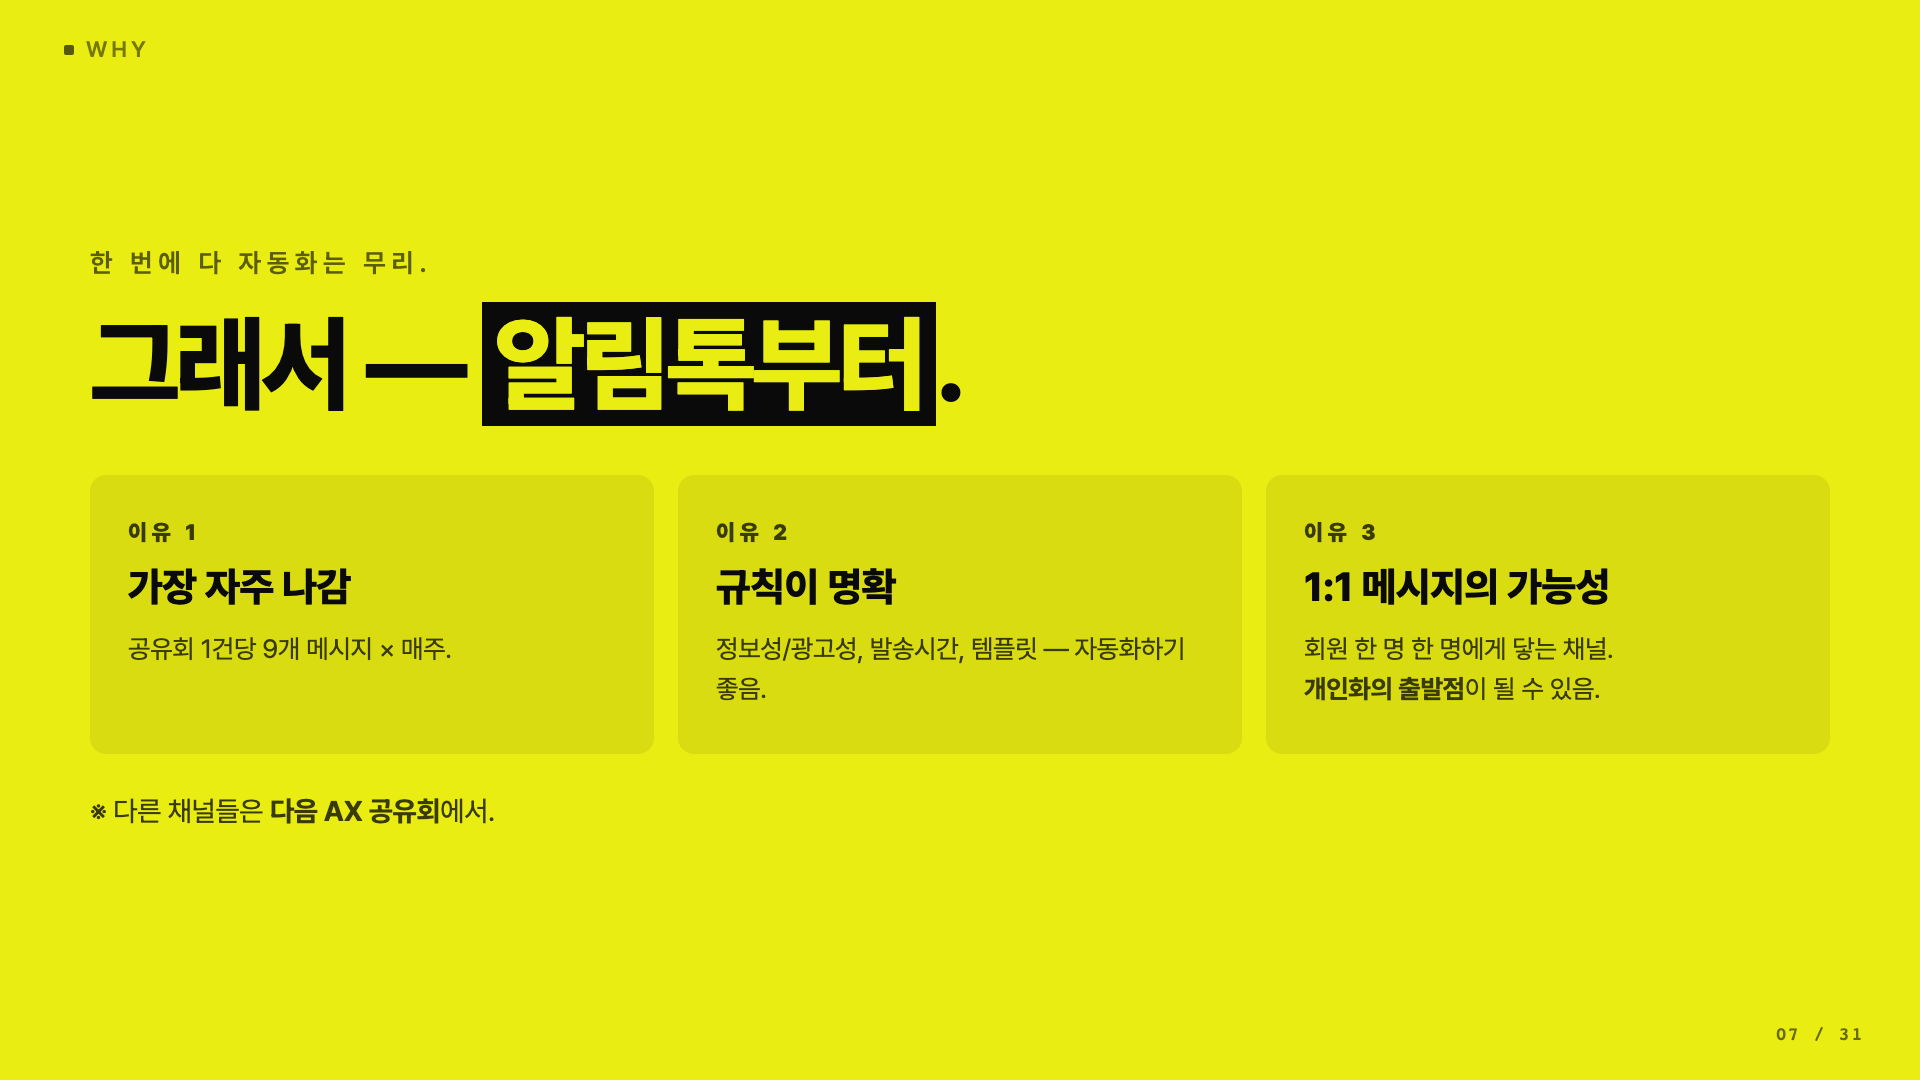 WHY
한 번에 다 자동화는 무리.
그래서 — 알림톡부터.
이유 1
가장 자주 나감
공유회 1건당 9개 메시지 × 매주.
이유 2
규칙이 명확
정보성/광고성, 발송시간, 템플릿 — 자동화하기
좋음.
이유 3
1:1 메시지의 가능성
회원 한 명 한 명에게 닿는 채널.
개인화의 출발점이 될 수 있음.
※ 다른 채널들은 다음 AX 공유회에서.
07 / 31